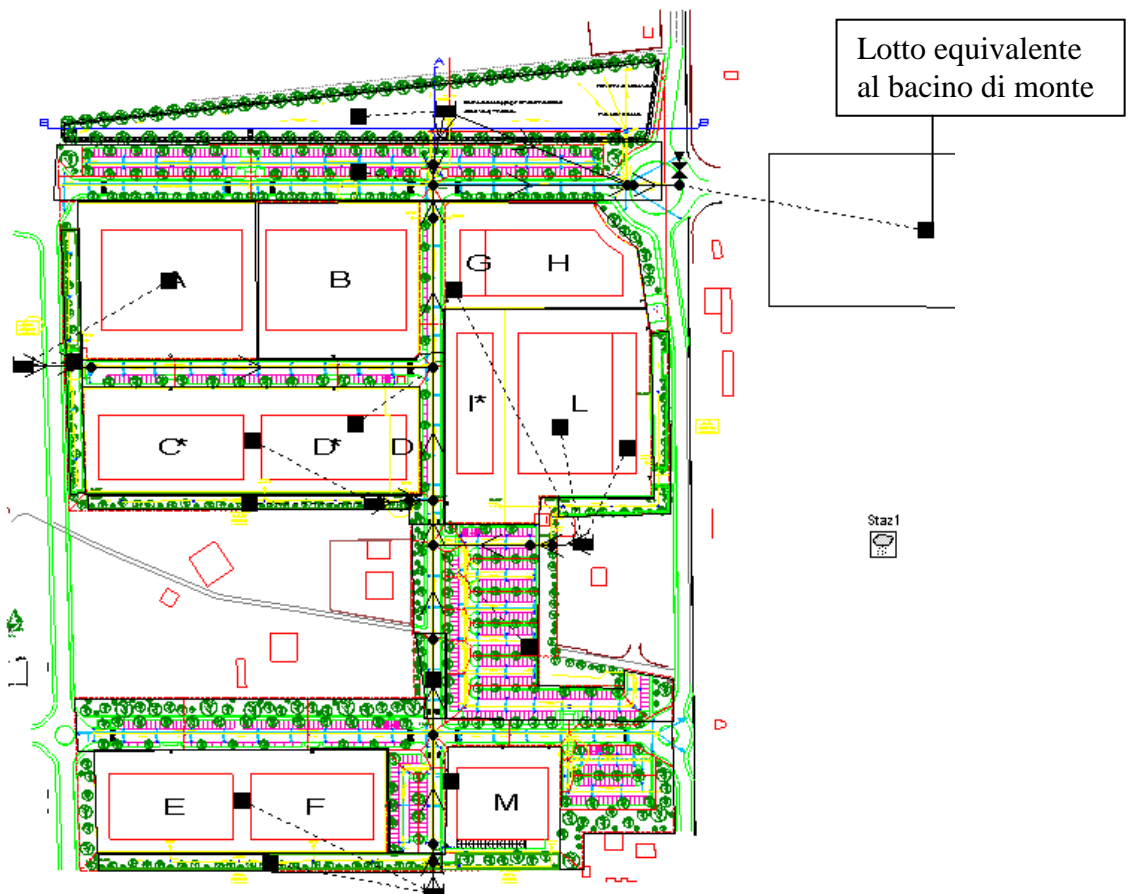 Lotto equivalente
al bacino di monte
A
B
B
A
B
G
H
I*
L
C*
D*
D
Staz1
E
F
M